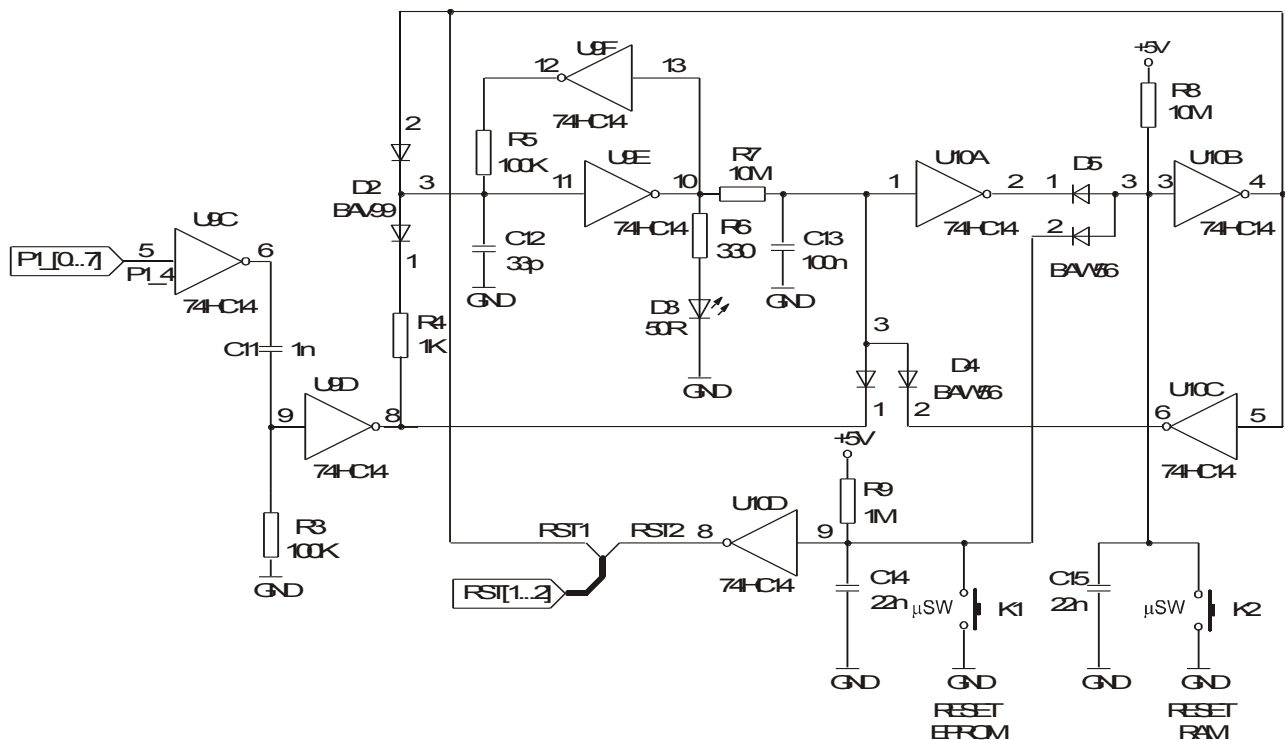 +5V
U9F
12
13
R8
10M
74HC14
2
R5
100K
U9E
R7
10M
U10A
D5
U10B
D2
BAV99
3
11
10
1
2
1
3
3
4
U9C
74HC14
R6
330
C13
100n
74HC14
2
74HC14
P1_[0...7]
5
P1_4
6
1
C12
33p
BAW56
74HC14
GND
GND
D3
50R
R4
1K
3
C11
1n
D4
BAW56
U9D
GND
U10C
9
8
1
2
6
5
+5V
74HC14
74HC14
R9
1M
U10D
R3
100K
RST1
RST2
8
9
GND
RST[1...2]
74HC14
C14
22n
µSW
K1
C15
22n
µSW
K2
GND
GND
GND
GND
RESET
EPROM
RESET
RAM